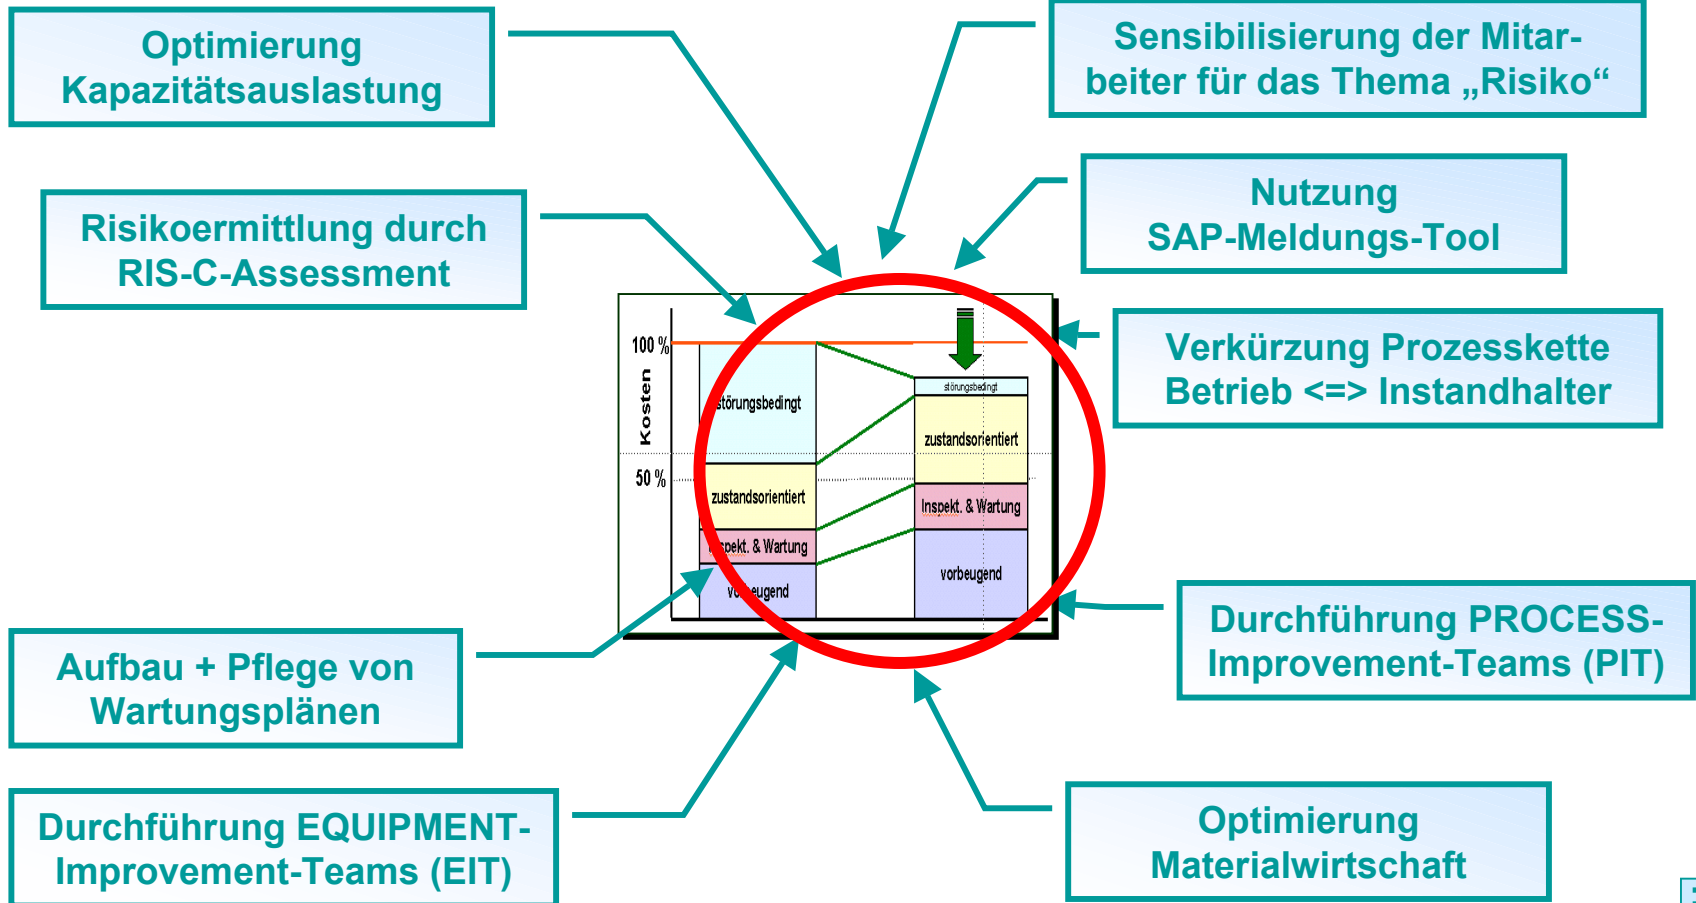 Optimierung
Kapazitätsauslastung
Sensibilisierung der Mitar-
beiter für das Thema „Risiko“
Risikoermittlung durch
RIS-C-Assessment
Nutzung
SAP-Meldungs-Tool
Verkürzung Prozesskette
Betrieb <=> Instandhalter
100 %
Kosten
50 %
störungsbedingt
zustandsorientiert
Inspekt. & Wartung
vorbeugend
störungsbedingt
zustandsorientiert
Inspekt. & Wartung
vorbeugend
Aufbau + Pflege von
Wartungsplänen
Durchführung PROCESS-
Improvement-Teams (PIT)
Durchführung EQUIPMENT-
Improvement-Teams (EIT)
Optimierung
Materialwirtschaft